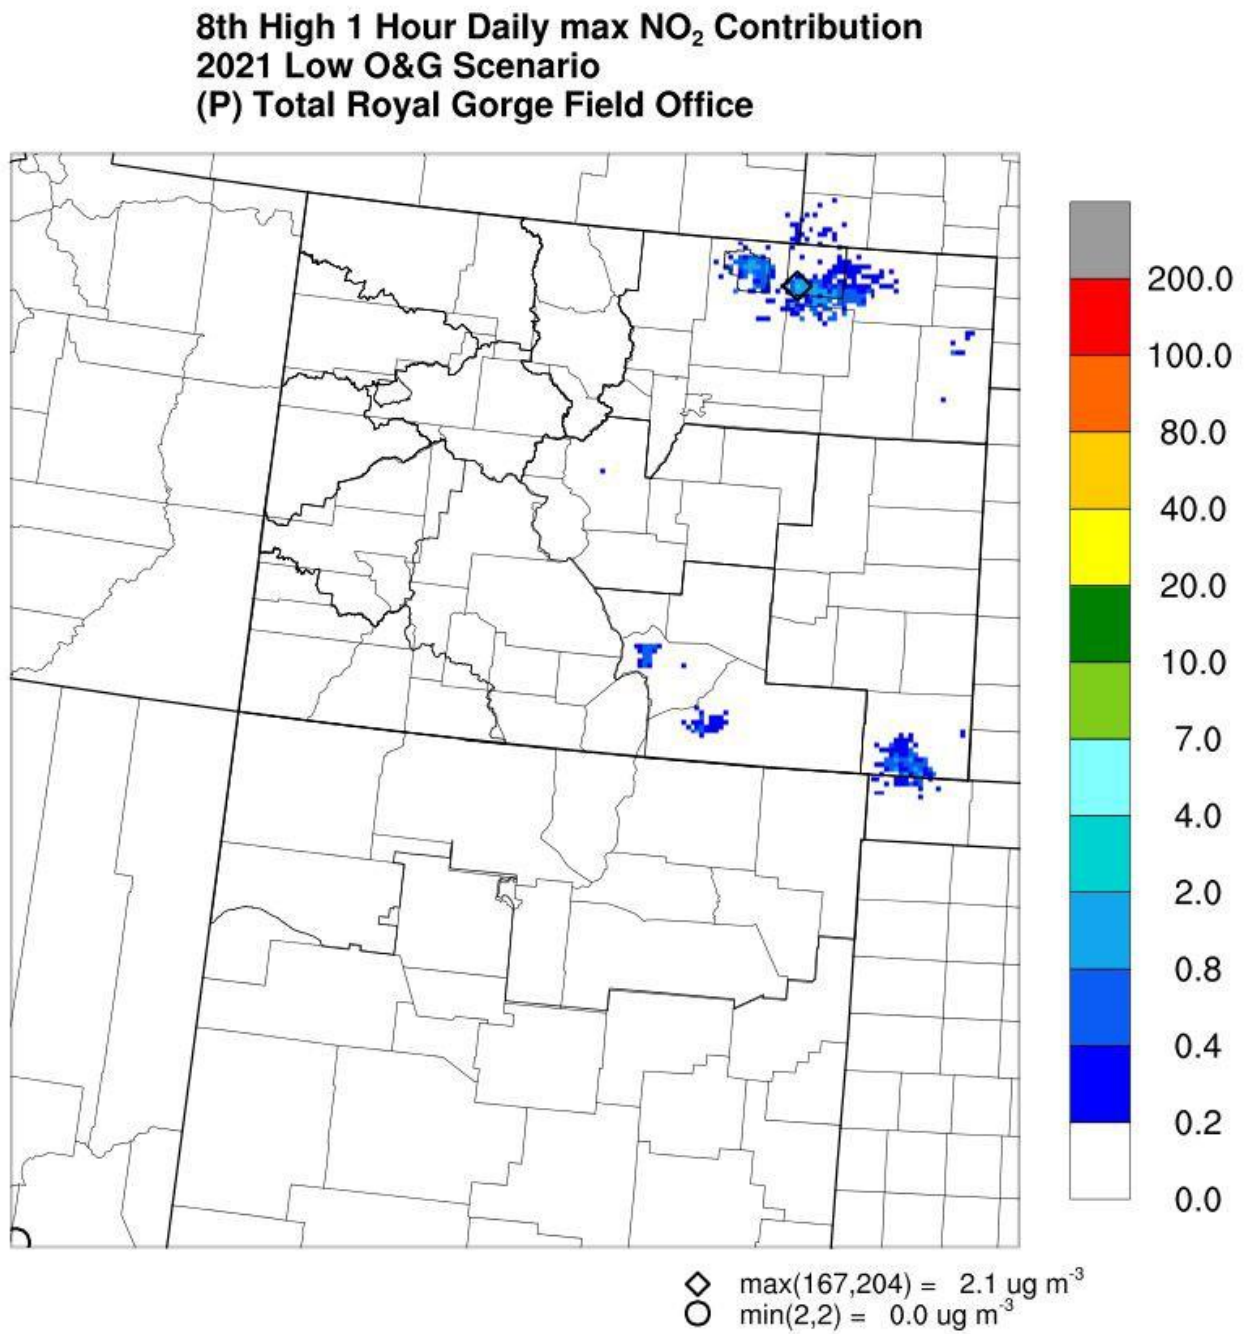 8th High 1 Hour Daily max NO₂ Contribution
2021 Low O&G Scenario
(P) Total Royal Gorge Field Office
200.0
100.0
80.0
40.0
20.0
10.0
7.0
4.0
2.0
0.8
0.4
0.2
0.0
max(167,204) = 2.1 ug m⁻³
min(2,2) = 0.0 ug m⁻³